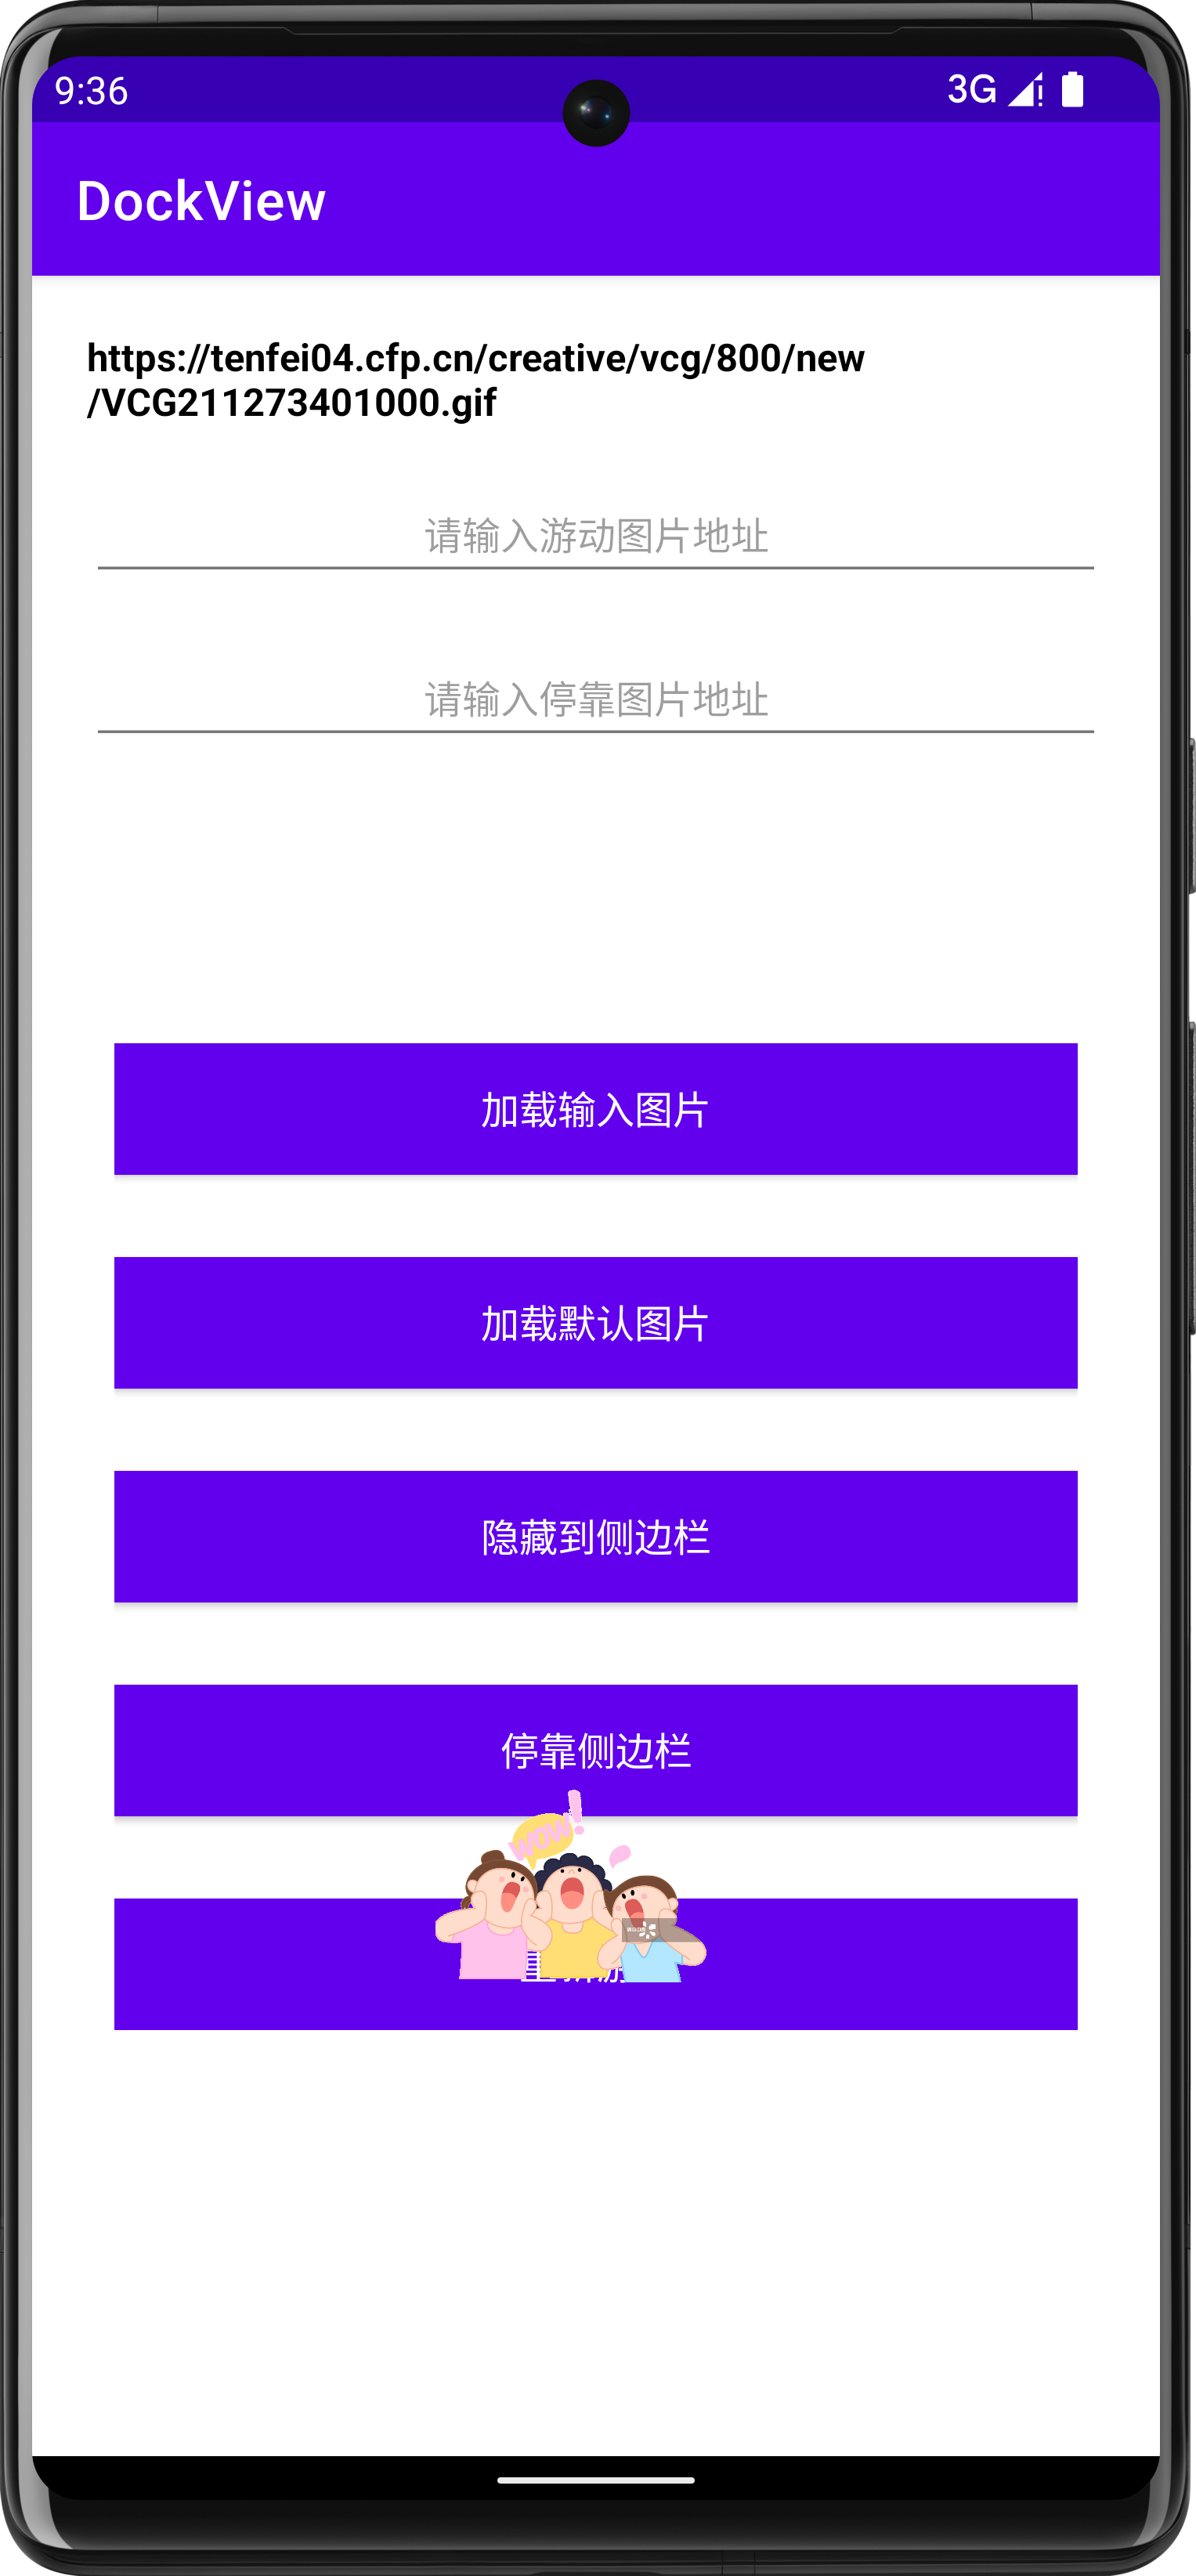 9:36
3G
DockView
https://tenfei04.cfp.cn/creative/vcg/800/new
/VCG211273401000.gif
请输入游动图片地址
请输入停靠图片地址
加载输入图片
加载默认图片
隐藏到侧边栏
停靠侧边栏
wow!